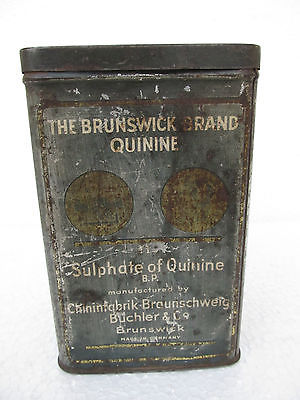 THE BRUNSWICK BRAND
QUININE
Sulphate of Quinine
B.P.
manufactured by
Chininfabrik Braunschweig
Buchler & Co
Brunswick
MADE IN GERMANY